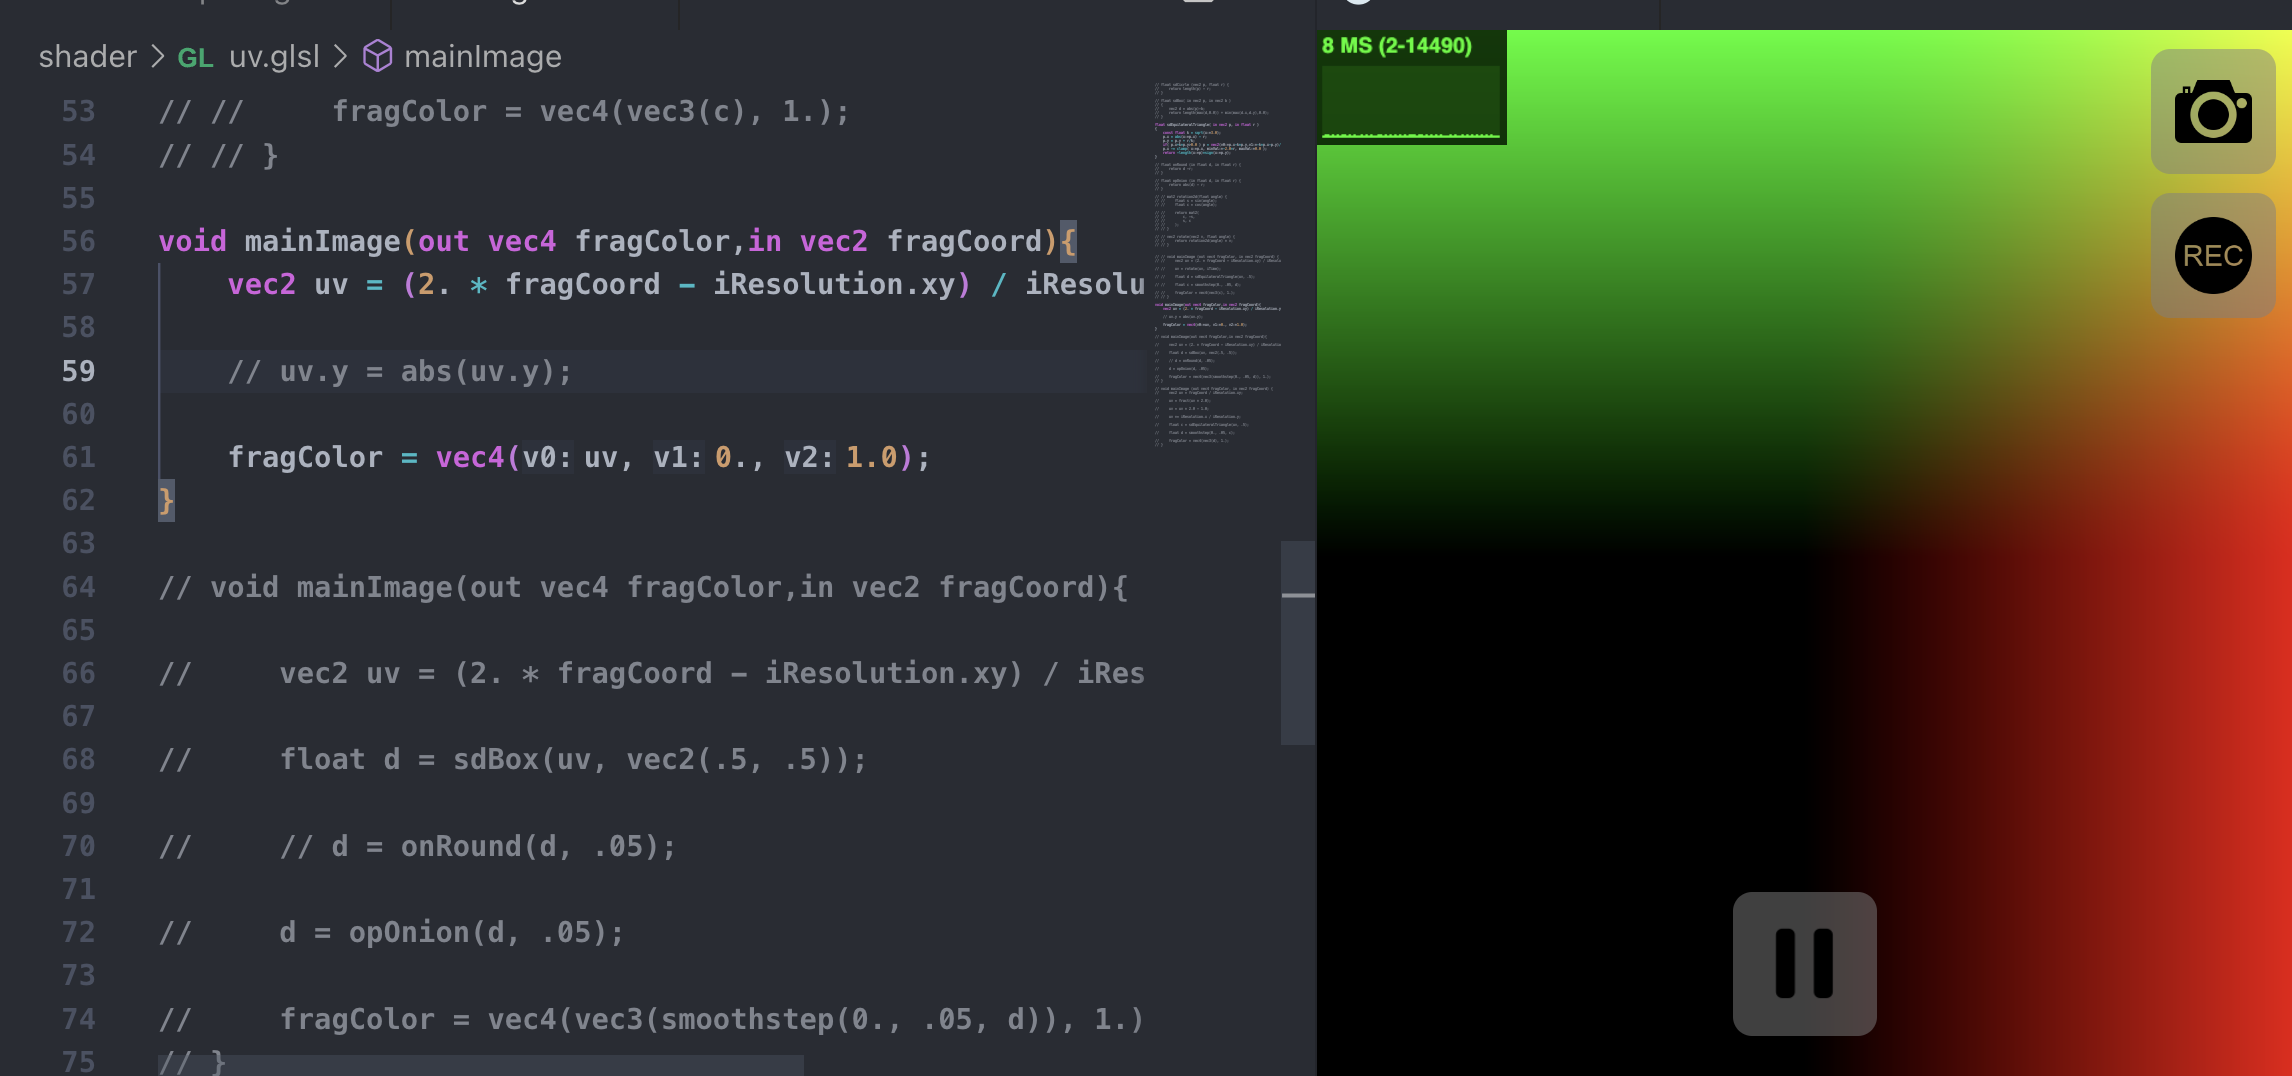 shader > GL uv.glsl > mainImage
8 MS (2-14490)
REC
53 // //     fragColor = vec4(vec3(c), 1.);
54 // // }
55
56 void mainImage(out vec4 fragColor,in vec2 fragCoord){
57     vec2 uv = (2. * fragCoord - iResolution.xy) / iResolu
58
59     // uv.y = abs(uv.y);
60
61     fragColor = vec4(v0: uv, v1: 0., v2: 1.0);
62 }
63
64 // void mainImage(out vec4 fragColor,in vec2 fragCoord){
65
66 //     vec2 uv = (2. * fragCoord - iResolution.xy) / iRes
67
68 //     float d = sdBox(uv, vec2(.5, .5));
69
70 //     // d = onRound(d, .05);
71
72 //     d = opOnion(d, .05);
73
74 //     fragColor = vec4(vec3(smoothstep(0., .05, d)), 1.)
75 // }